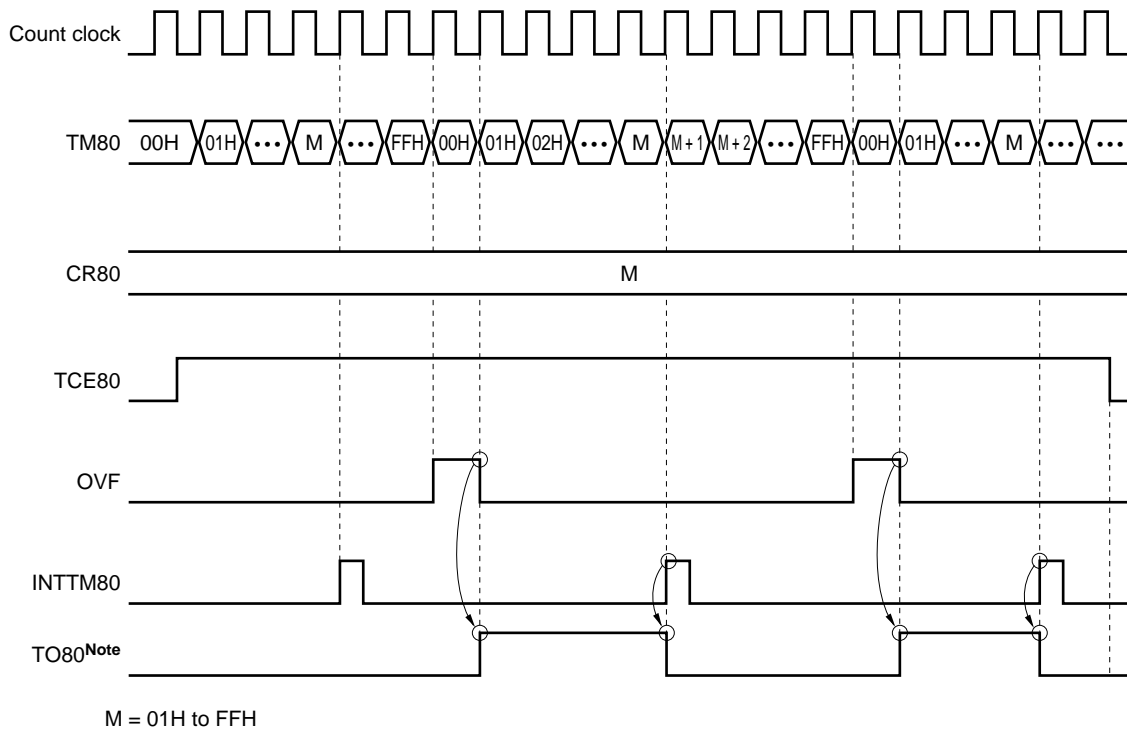 Count clock
TM80 00H 01H ••• M ••• FFH 00H 01H 02H ••• M M + 1 M + 2 ••• FFH 00H 01H ••• M ••• •••
CR80 M
TCE80
OVF
INTTM80
TO80Note
M = 01H to FFH